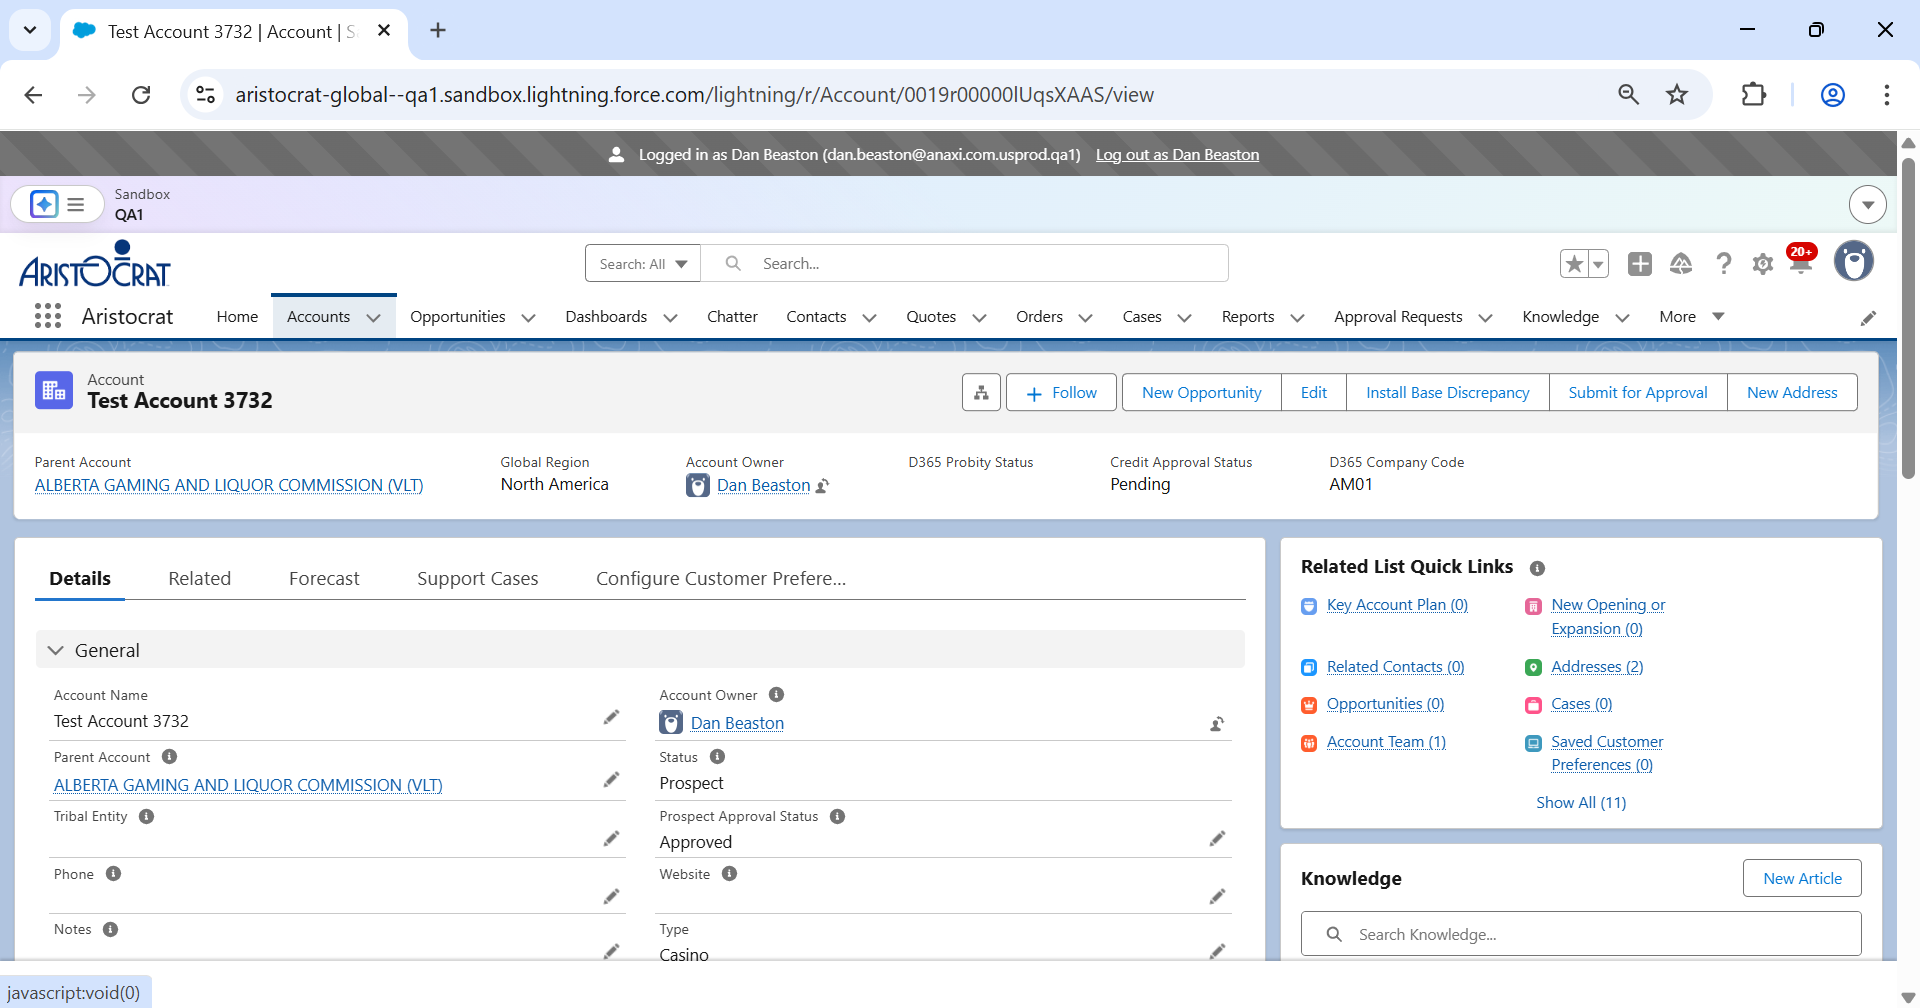 Test Account 3732 | Account | S
aristocrat-global--qa1.sandbox.lightning.force.com/lightning/r/Account/0019r00000lUqsXAAS/view
Logged in as Dan Beaston (dan.beaston@anaxi.com.usprod.qa1) Log out as Dan Beaston
Sandbox
QA1
ARISTOCRAT
Search: All
Search...
20+
Aristocrat
Home
Accounts
Opportunities
Dashboards
Chatter
Contacts
Quotes
Orders
Cases
Reports
Approval Requests
Knowledge
More
Account
Test Account 3732
Follow
New Opportunity
Edit
Install Base Discrepancy
Submit for Approval
New Address
Parent Account
ALBERTA GAMING AND LIQUOR COMMISSION (VLT)
Global Region
North America
Account Owner
Dan Beaston
D365 Probity Status
Credit Approval Status
Pending
D365 Company Code
AM01
Details
Related
Forecast
Support Cases
Configure Customer Prefere...
General
Account Name
Test Account 3732
Account Owner
Dan Beaston
Parent Account
ALBERTA GAMING AND LIQUOR COMMISSION (VLT)
Status
Prospect
Tribal Entity
Prospect Approval Status
Approved
Phone
Website
Notes
Type
Casino
Related List Quick Links
Key Account Plan (0)
New Opening or
Expansion (0)
Related Contacts (0)
Addresses (2)
Opportunities (0)
Cases (0)
Account Team (1)
Saved Customer
Preferences (0)
Show All (11)
Knowledge
New Article
Search Knowledge...
javascript:void(0)